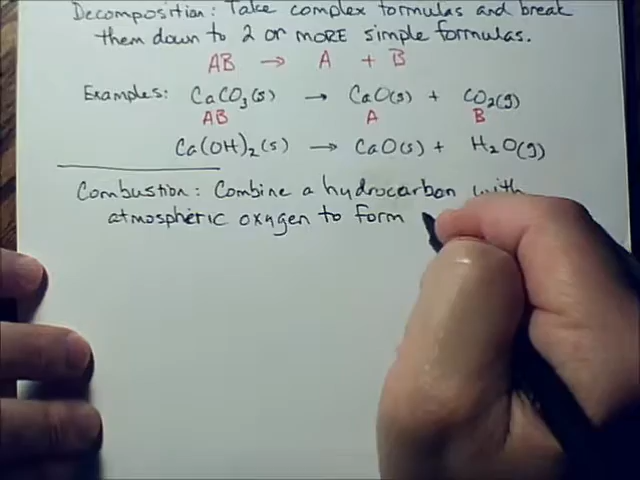 Decomposition: Take complex formulas and break
them down to 2 or MORE simple formulas.
AB → A + B
Examples: CaCO₃(s) → CaO(s) + CO₂(g)
AB A B
Ca(OH)₂(s) → CaO(s) + H₂O(g)
Combustion: Combine a hydrocarbon with
atmospheric oxygen to form